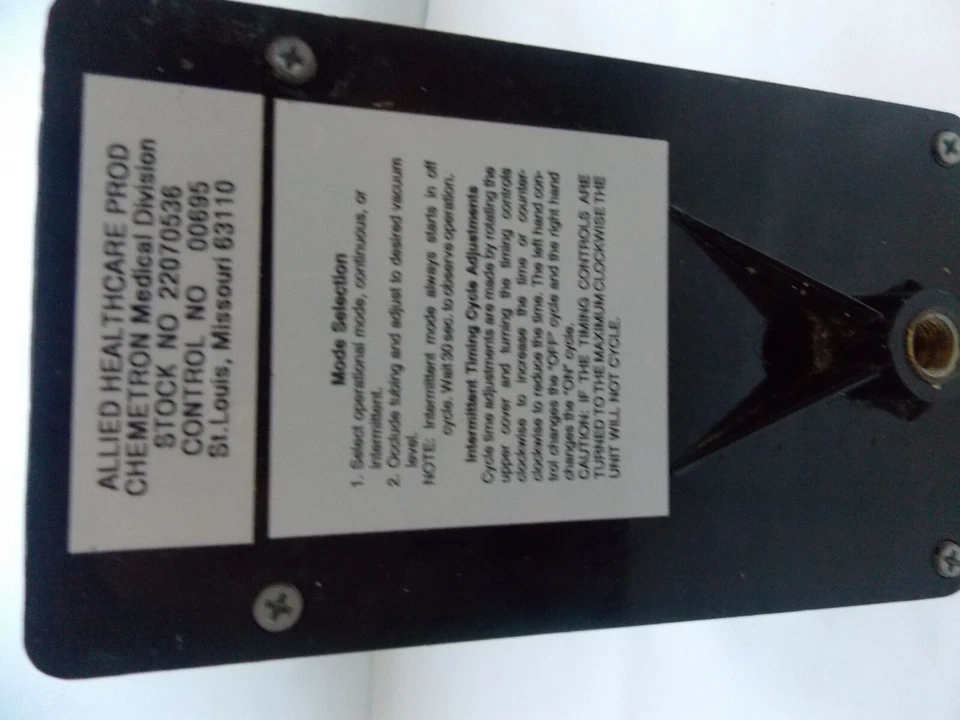 ALLIED HEALTHCARE PROD
CHEMETRON Medical Division
STOCK NO 22070536
CONTROL NO 00695
St.Louis, Missouri 63110
Mode Selection
1. Select operational mode, continuous, or
intermittent.
2. Occlude tubing and adjust to desired vacuum
level.
NOTE: Intermittent mode always starts in off
cycle. Wait 30 sec. to observe operation.
Intermittent Timing Cycle Adjustments
Cycle time adjustments are made by rotating the
upper cover and turning the timing controls
clockwise to increase the time or counter-
clockwise to reduce the time. The left hand con-
trol changes the "OFF" cycle and the right hand
changes the "ON" cycle.
CAUTION: IF THE TIMING CONTROLS ARE
TURNED TO THE MAXIMUM CLOCKWISE THE
UNIT WILL NOT CYCLE.